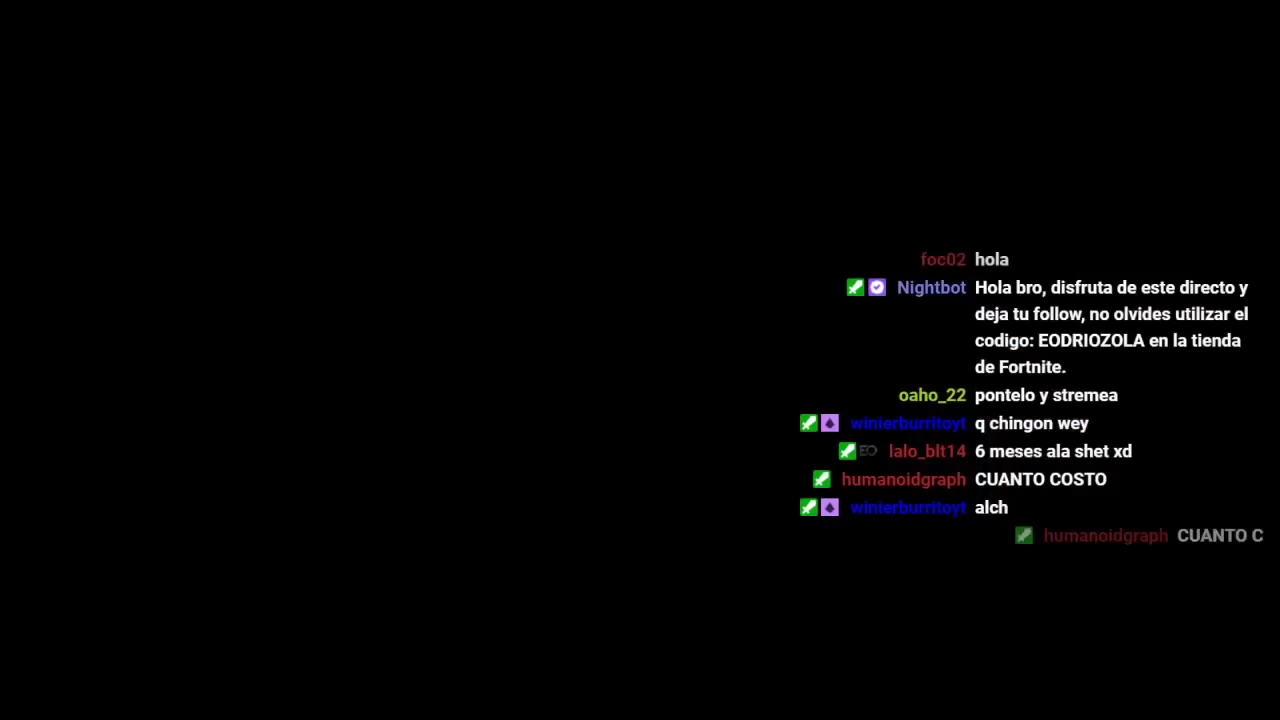 foc02 hola
Nightbot Hola bro, disfruta de este directo y
deja tu follow, no olvides utilizar el
codigo: EODRIOZOLA en la tienda
de Fortnite.
oaho_22 pontelo y stremea
winierburritoyt q chingon wey
EO lalo_blt14 6 meses ala shet xd
humanoidgraph CUANTO COSTO
winierburritoyt alch
humanoidgraph CUANTO C